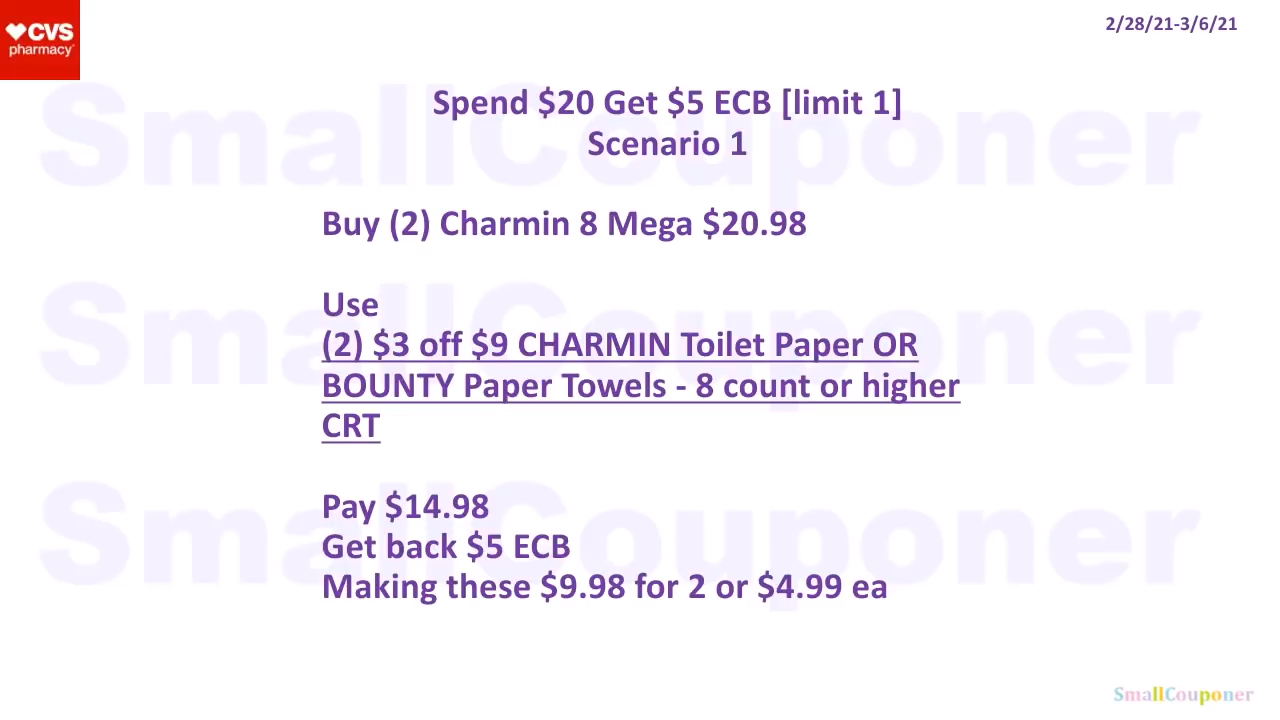 CVS
pharmacy
2/28/21-3/6/21
Spend $20 Get $5 ECB [limit 1]
Scenario 1
Buy (2) Charmin 8 Mega $20.98
Use
(2) $3 off $9 CHARMIN Toilet Paper OR
BOUNTY Paper Towels - 8 count or higher
CRT
Pay $14.98
Get back $5 ECB
Making these $9.98 for 2 or $4.99 ea
SmallCouponer
SmallCouponer
SmallCouponer
SmallCouponer